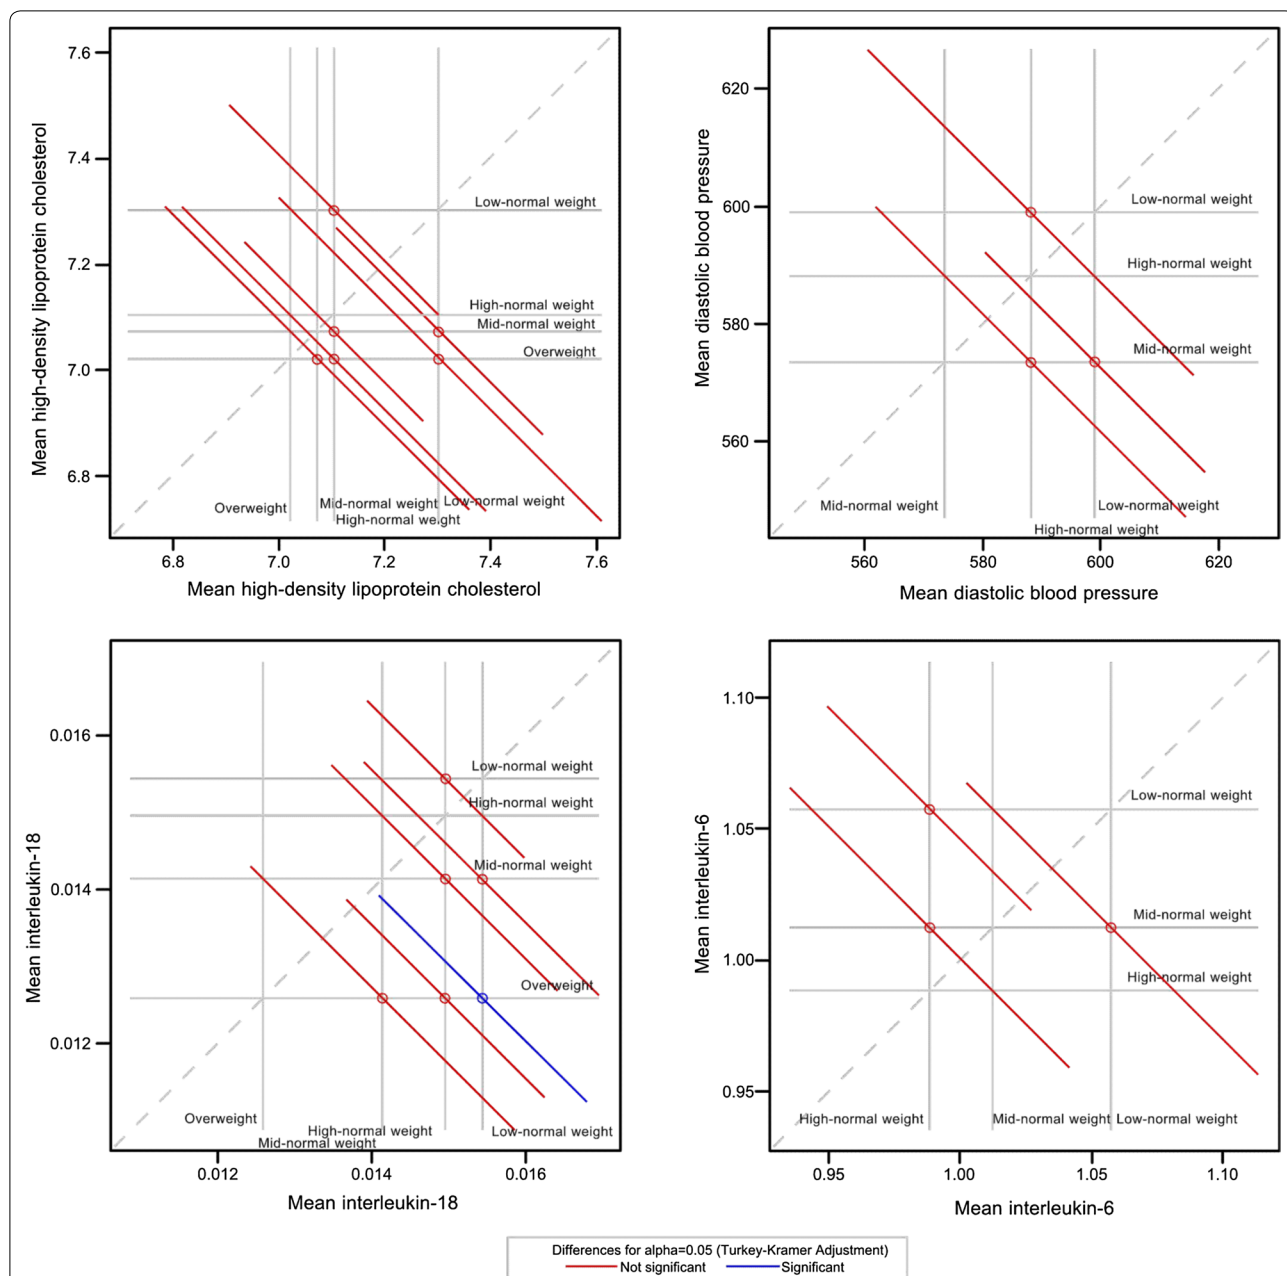 7.6
7.4
7.2
7.0
6.8
Mean high-density lipoprotein cholesterol
Low-normal weight
High-normal weight
Mid-normal weight
Overweight
Overweight
Mid-normal weight
Low-normal weight
High-normal weight
6.8 7.0 7.2 7.4 7.6
Mean high-density lipoprotein cholesterol
620
600
580
560
Mean diastolic blood pressure
Low-normal weight
High-normal weight
Mid-normal weight
Mid-normal weight
Low-normal weight
High-normal weight
560 580 600 620
Mean diastolic blood pressure
0.016
0.014
0.012
Mean interleukin-18
Low-normal weight
High-normal weight
Mid-normal weight
Overweight
Overweight
High-normal weight
Low-normal weight
Mid-normal weight
0.012 0.014 0.016
Mean interleukin-18
1.10
1.05
1.00
0.95
Mean interleukin-6
Low-normal weight
Mid-normal weight
High-normal weight
High-normal weight Mid-normal weight Low-normal weight
0.95 1.00 1.05 1.10
Mean interleukin-6
Differences for alpha=0.05 (Turkey-Kramer Adjustment)
Not significant Significant